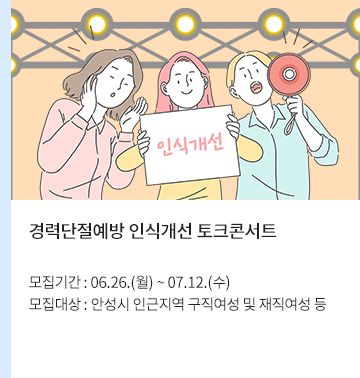 인식개선
경력단절예방 인식개선 토크콘서트
모집기간 : 06.26.(월) ~ 07.12.(수)
모집대상 : 안성시 인근지역 구직여성 및 재직여성 등